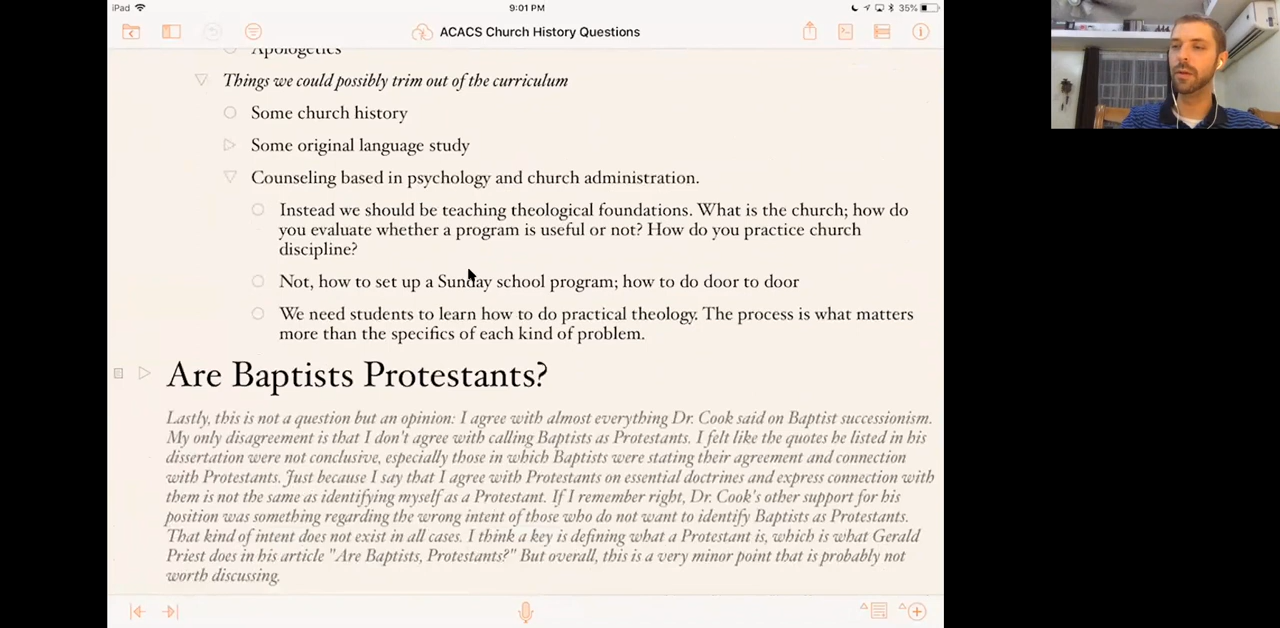 iPad
9:01 PM
35%
ACACS Church History Questions
Apologetics
Things we could possibly trim out of the curriculum
Some church history
Some original language study
Counseling based in psychology and church administration.
Instead we should be teaching theological foundations. What is the church; how do
you evaluate whether a program is useful or not? How do you practice church
discipline?
Not, how to set up a Sunday school program; how to do door to door
We need students to learn how to do practical theology. The process is what matters
more than the specifics of each kind of problem.
Are Baptists Protestants?
Lastly, this is not a question but an opinion: I agree with almost everything Dr. Cook said on Baptist successionism.
My only disagreement is that I don't agree with calling Baptists as Protestants. I felt like the quotes he listed in his
dissertation were not conclusive, especially those in which Baptists were stating their agreement and connection
with Protestants. Just because I say that I agree with Protestants on essential doctrines and express connection with
them is not the same as identifying myself as a Protestant. If I remember right, Dr. Cook's other support for his
position was something regarding the wrong intent of those who do not want to identify Baptists as Protestants.
That kind of intent does not exist in all cases. I think a key is defining what a Protestant is, which is what Gerald
Priest does in his article "Are Baptists, Protestants?" But overall, this is a very minor point that is probably not
worth discussing.